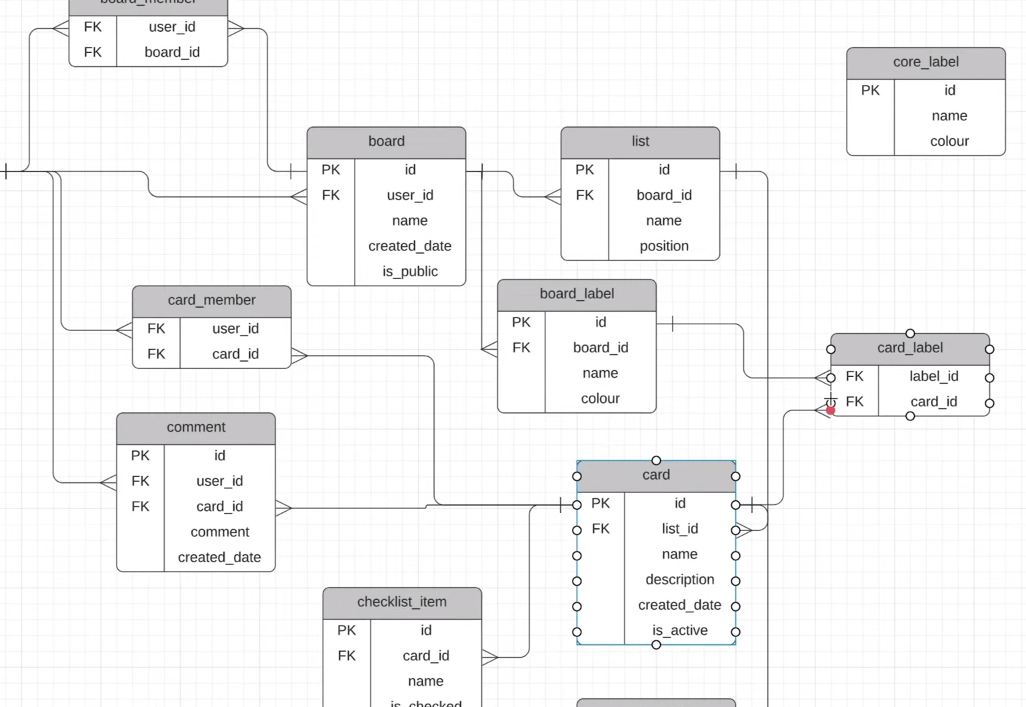 board_member
FK user_id
FK board_id
core_label
PK id
name
colour
board
PK id
FK user_id
name
created_date
is_public
list
PK id
FK board_id
name
position
card_member
FK user_id
FK card_id
board_label
PK id
FK board_id
name
colour
card_label
FK label_id
FK card_id
comment
PK id
FK user_id
FK card_id
comment
created_date
card
PK id
FK list_id
name
description
created_date
is_active
checklist_item
PK id
FK card_id
name
is_checked